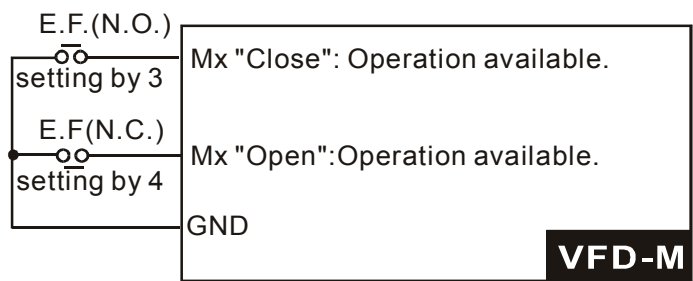 E.F.(N.O.)
Mx "Close": Operation available.
setting by 3
E.F(N.C.)
Mx "Open":Operation available.
setting by 4
GND
VFD-M